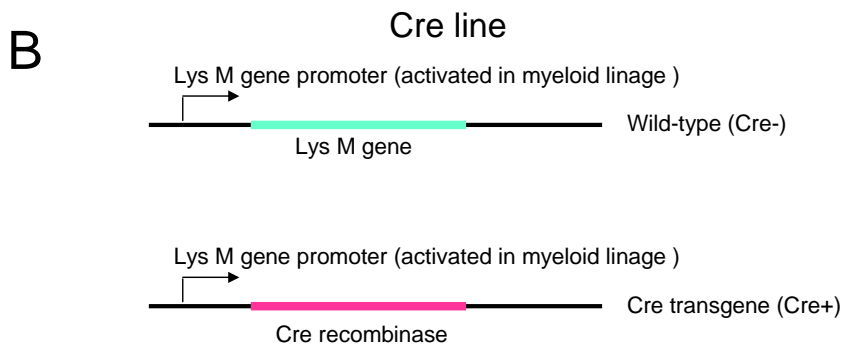 B
Cre line
Lys M gene promoter (activated in myeloid linage )
Wild-type (Cre-)
Lys M gene
Lys M gene promoter (activated in myeloid linage )
Cre transgene (Cre+)
Cre recombinase